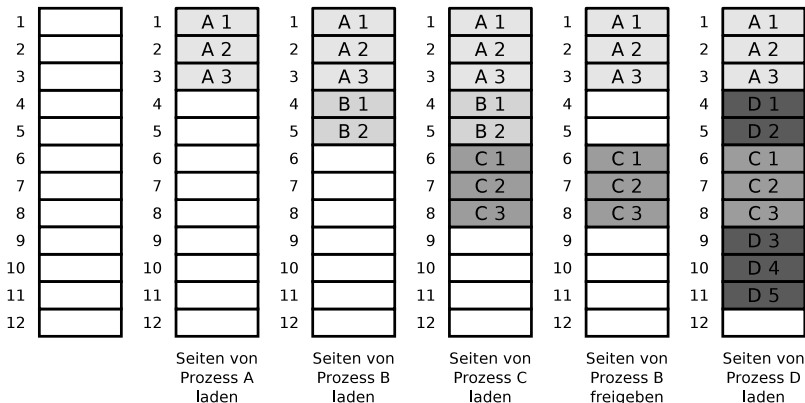 1 1 A 1 1 A 1 1 A 1 1 A 1 1 A 1
2 2 A 2 2 A 2 2 A 2 2 A 2 2 A 2
3 3 A 3 3 A 3 3 A 3 3 A 3 3 A 3
4 4 4 B 1 4 B 1 4 4 D 1
5 5 5 B 2 5 B 2 5 5 D 2
6 6 6 6 C 1 6 C 1 6 C 1
7 7 7 7 C 2 7 C 2 7 C 2
8 8 8 8 C 3 8 C 3 8 C 3
9 9 9 9 9 9 D 3
10 10 10 10 10 10 D 4
11 11 11 11 11 11 D 5
12 12 12 12 12 12
Seiten von Seiten von Seiten von Seiten von Seiten von
Prozess A Prozess B Prozess C Prozess B Prozess D
laden laden laden freigeben laden